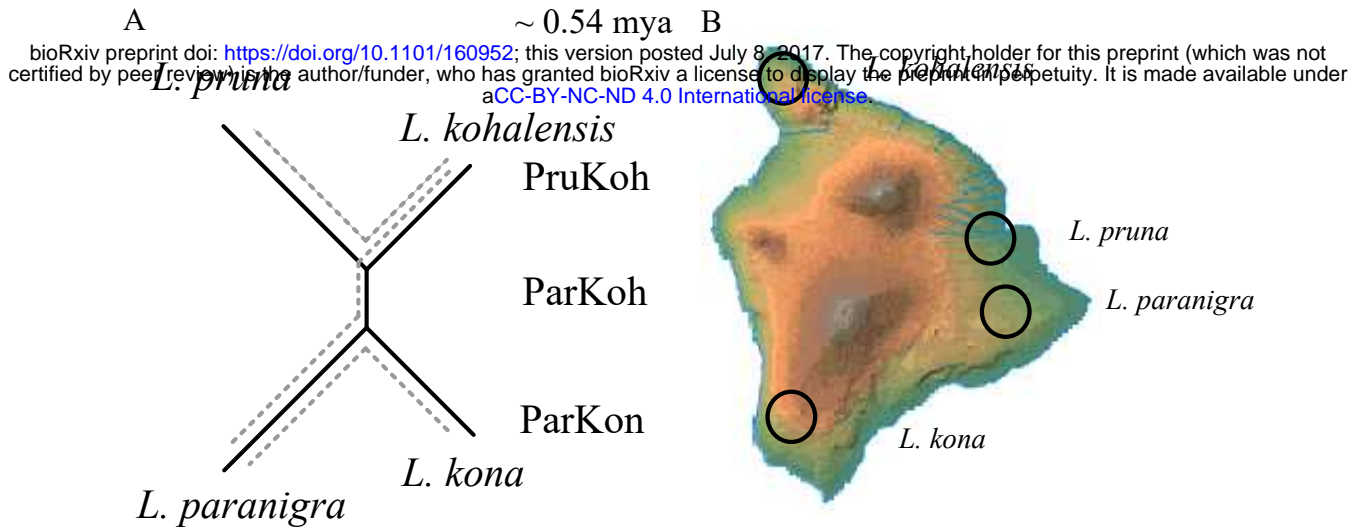 A
~ 0.54 mya
B
bioRxiv preprint doi: https://doi.org/10.1101/160952; this version posted July 8, 2017. The copyright holder for this preprint (which was not
certified by peer review) is the author/funder, who has granted bioRxiv a license to display the preprint in perpetuity. It is made available under
aCC-BY-NC-ND 4.0 International license.
L. pruna
L. kohalensis
L. kohalensis
PruKoh
L. pruna
ParKoh
L. paranigra
ParKon
L. kona
L. kona
L. paranigra